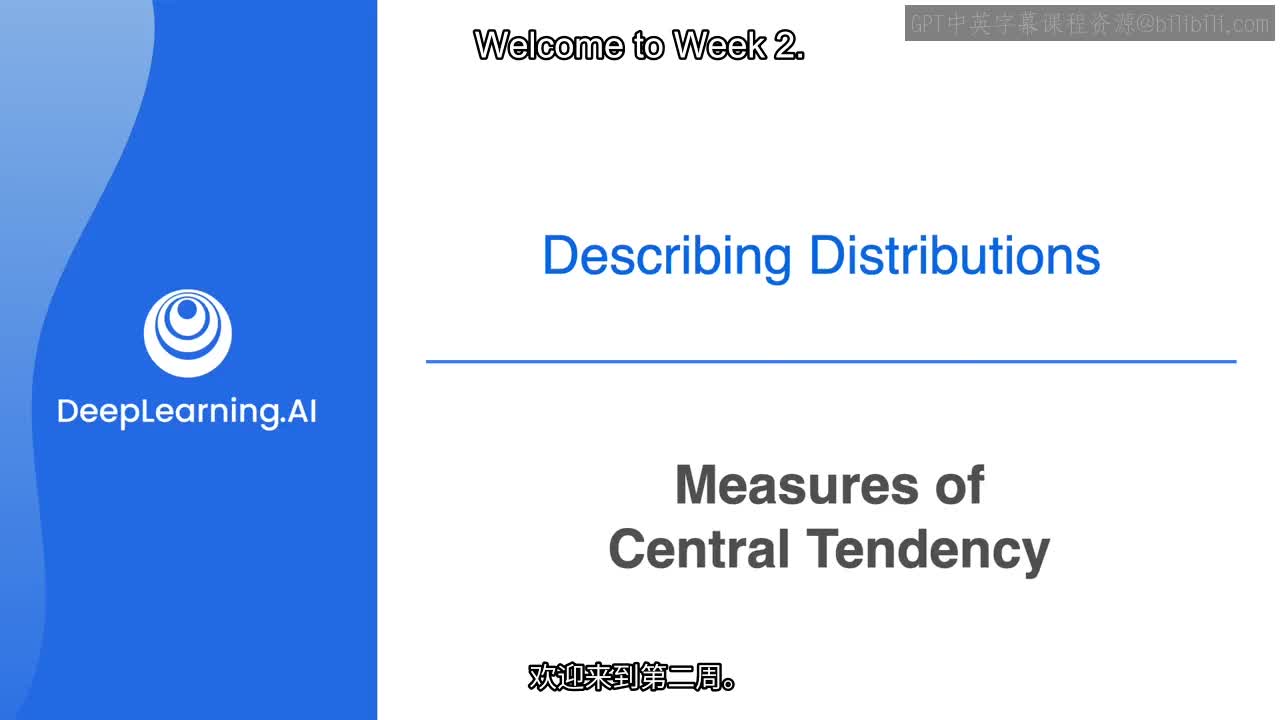 GPT中英字幕课程资源@bilibili.com
Welcome to Week 2.
Describing Distributions
DeepLearning.AI
Measures of
Central Tendency
欢迎来到第二周。